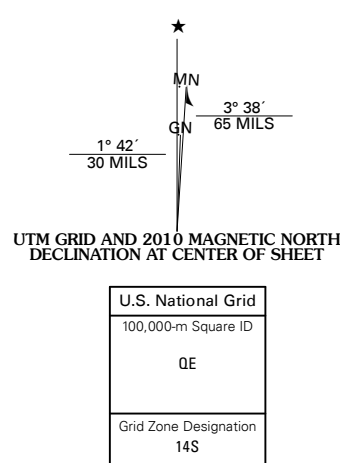 ★
MN
3° 38´
65 MILS
GN
1° 42´
30 MILS
UTM GRID AND 2010 MAGNETIC NORTH
DECLINATION AT CENTER OF SHEET
U.S. National Grid
100,000-m Square ID
QE
Grid Zone Designation
14S